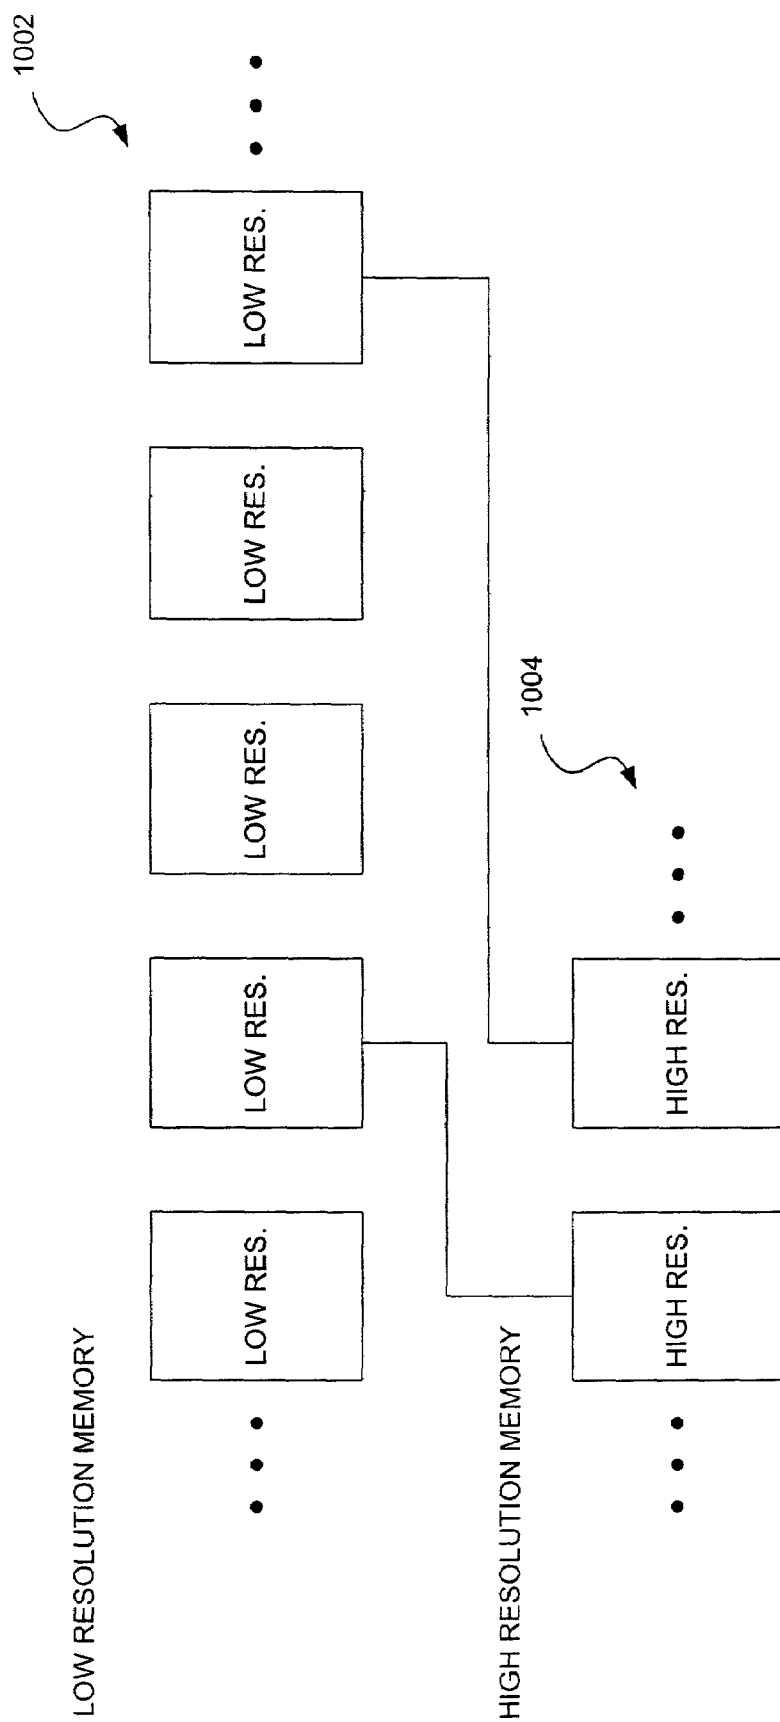 LOW RESOLUTION MEMORY
1002
LOW RES.
LOW RES.
LOW RES.
LOW RES.
LOW RES.
HIGH RESOLUTION MEMORY
1004
HIGH RES.
HIGH RES.